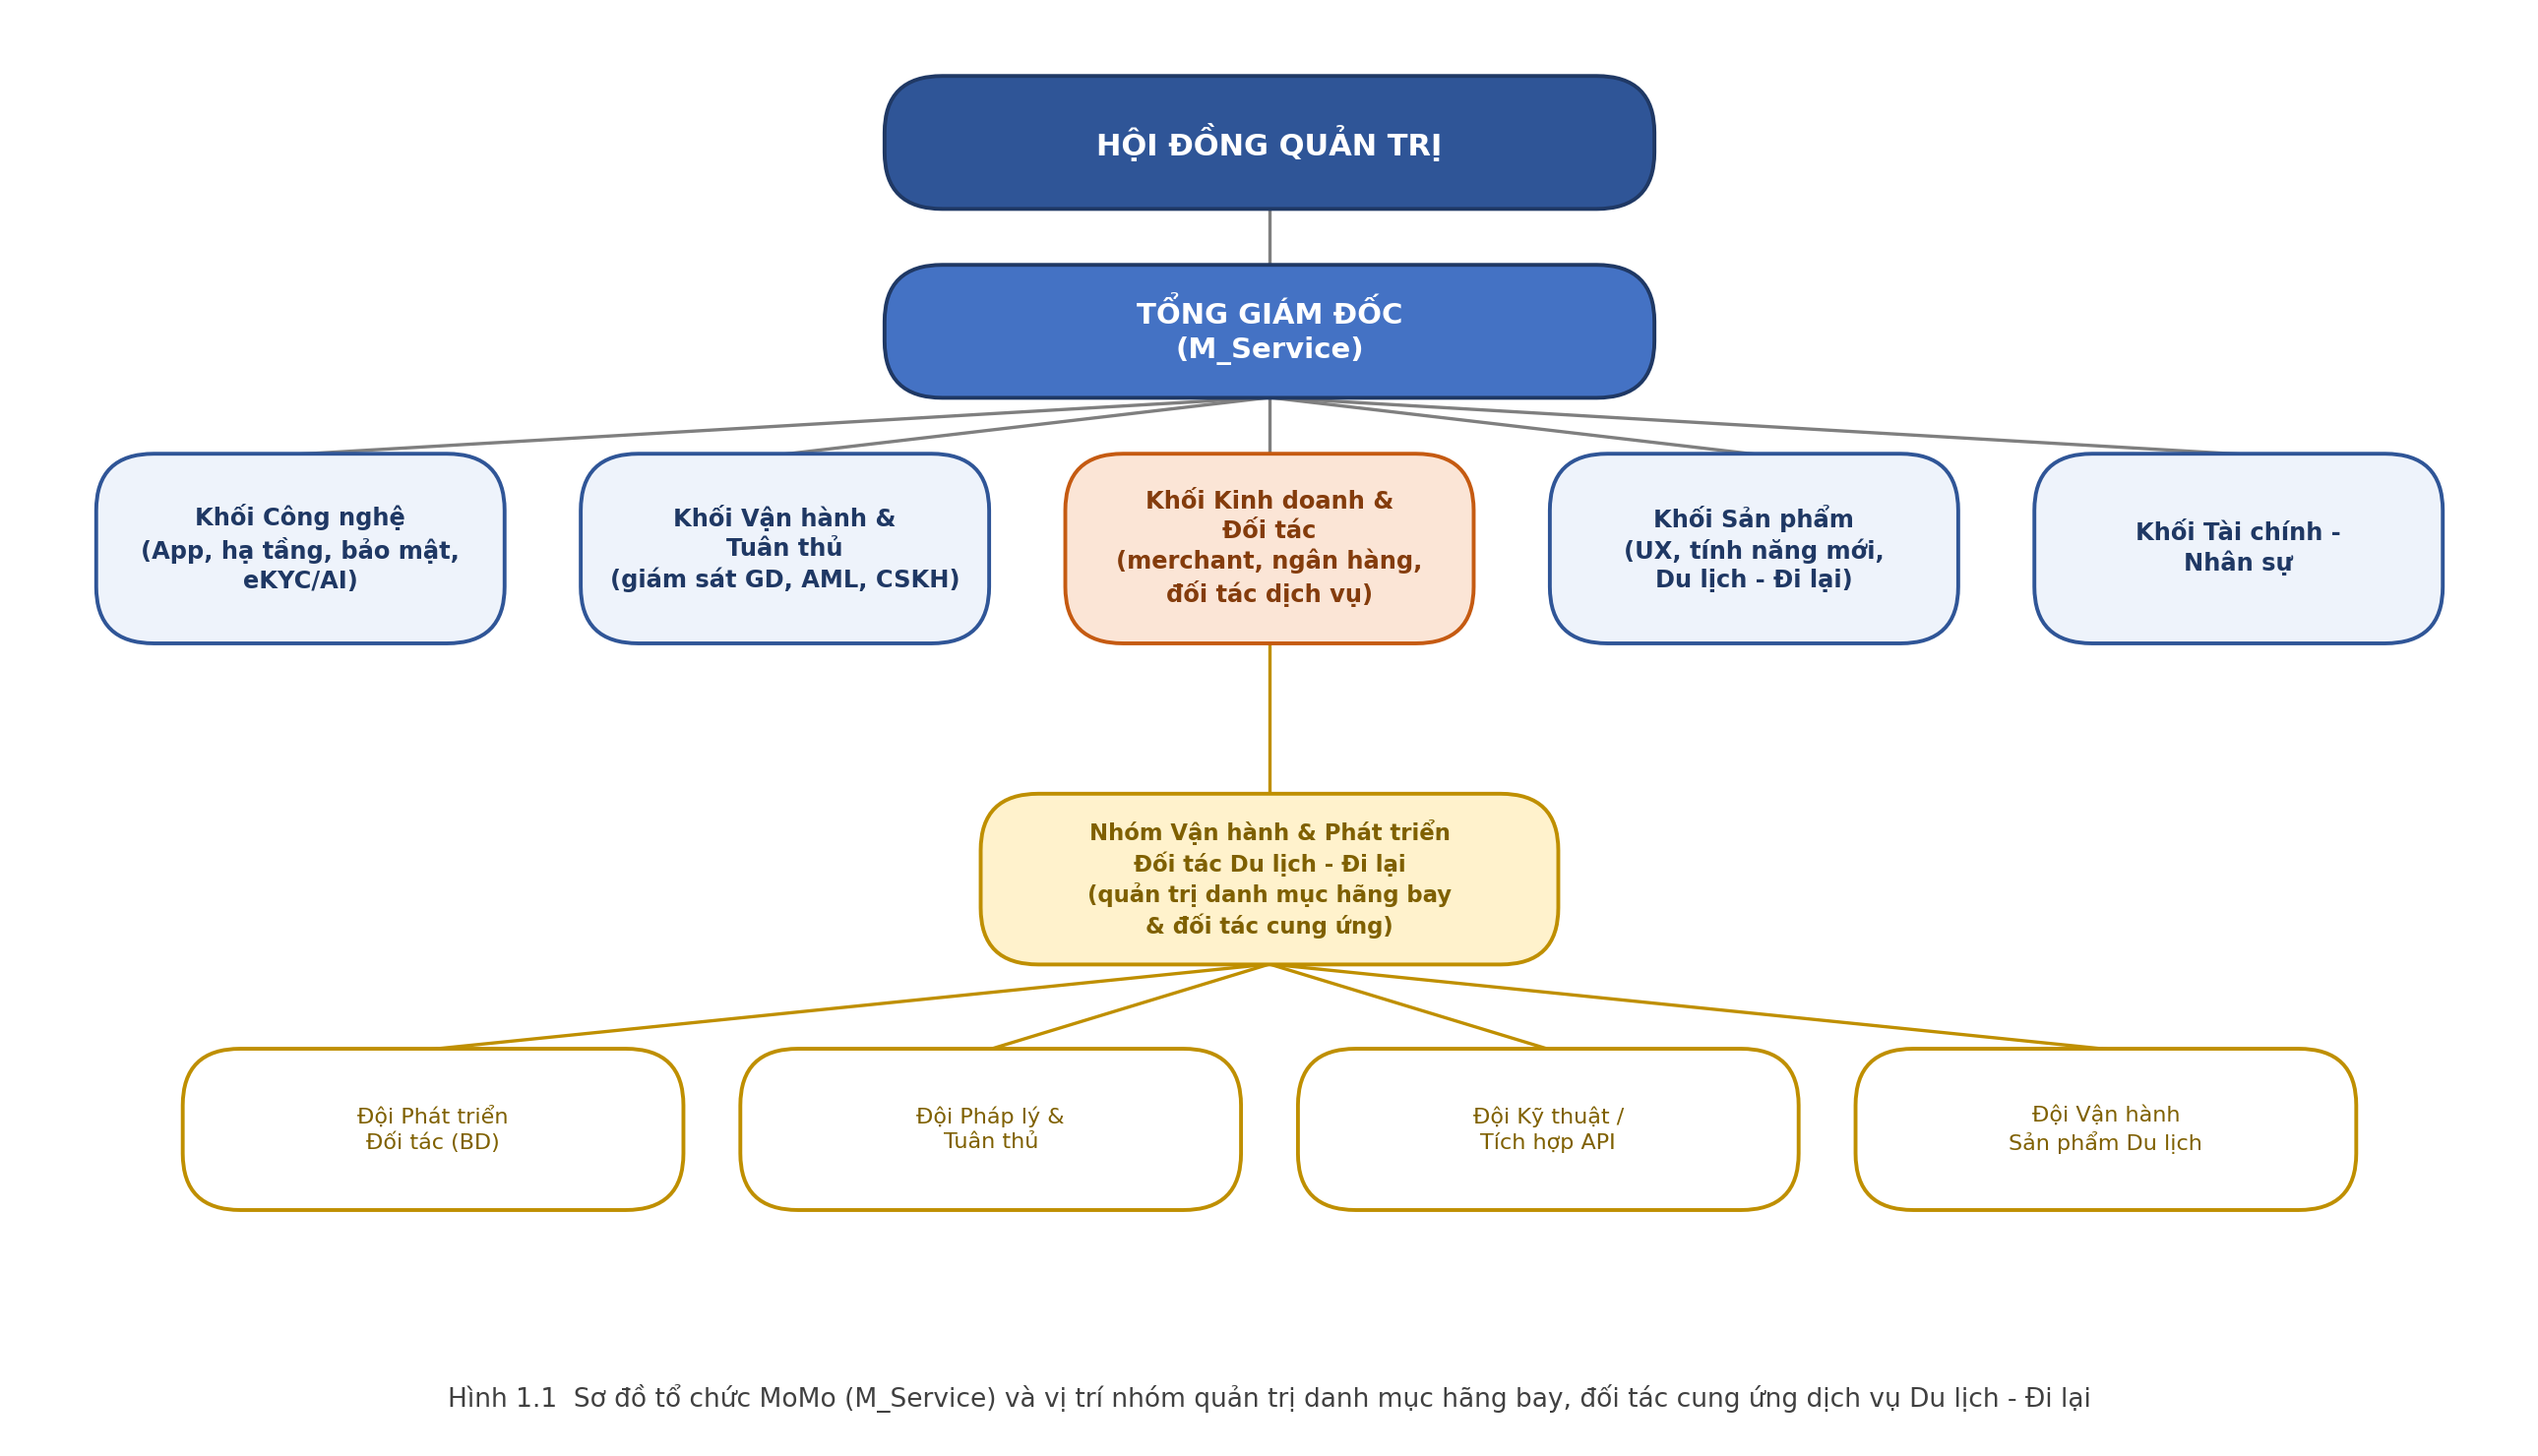 HỘI ĐỒNG QUẢN TRỊ
TỔNG GIÁM ĐỐC
(M_Service)
Khối Công nghệ
(App, hạ tầng, bảo mật,
eKYC/AI)
Khối Vận hành &
Tuân thủ
(giám sát GD, AML, CSKH)
Khối Kinh doanh &
Đối tác
(merchant, ngân hàng,
đối tác dịch vụ)
Khối Sản phẩm
(UX, tính năng mới,
Du lịch - Đi lại)
Khối Tài chính -
Nhân sự
Nhóm Vận hành & Phát triển
Đối tác Du lịch - Đi lại
(quản trị danh mục hãng bay
& đối tác cung ứng)
Đội Phát triển
Đối tác (BD)
Đội Pháp lý &
Tuân thủ
Đội Kỹ thuật /
Tích hợp API
Đội Vận hành
Sản phẩm Du lịch
Hình 1.1  Sơ đồ tổ chức MoMo (M_Service) và vị trí nhóm quản trị danh mục hãng bay, đối tác cung ứng dịch vụ Du lịch - Đi lại